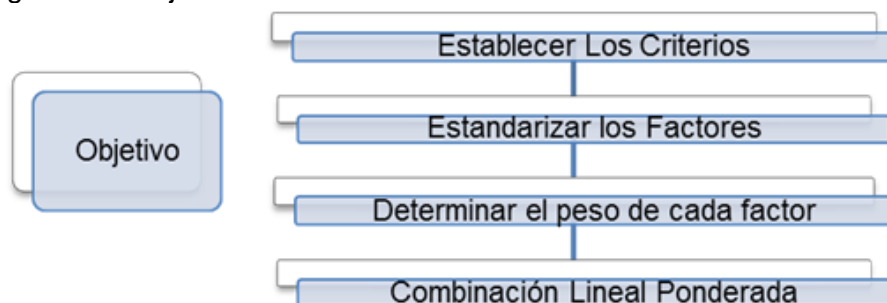 Objetivo
Establecer Los Criterios
Estandarizar los Factores
Determinar el peso de cada factor
Combinación Lineal Ponderada